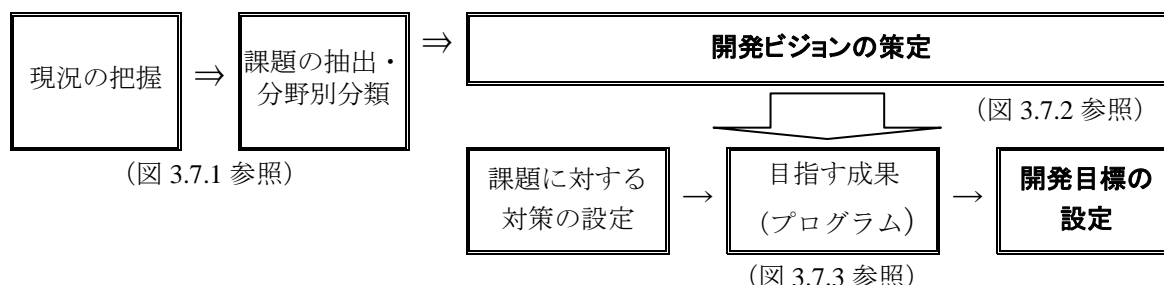 現況の把握
⇒
課題の抽出・
分野別分類
⇒
開発ビジョンの策定
（図 3.7.1 参照）
（図 3.7.2 参照）
課題に対する
対策の設定
→
目指す成果
（プログラム）
→
開発目標の
設定
（図 3.7.3 参照）